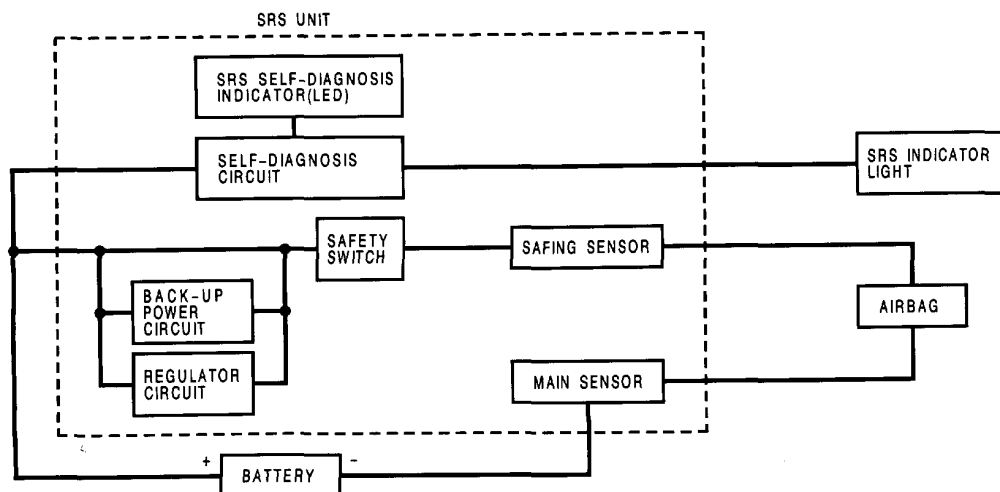 SRS UNIT
SRS SELF-DIAGNOSIS
INDICATOR(LED)
SELF-DIAGNOSIS
CIRCUIT
SRS INDICATOR
LIGHT
SAFETY
SWITCH
SAFING SENSOR
BACK-UP
POWER
CIRCUIT
AIRBAG
REGULATOR
CIRCUIT
MAIN SENSOR
+ BATTERY -